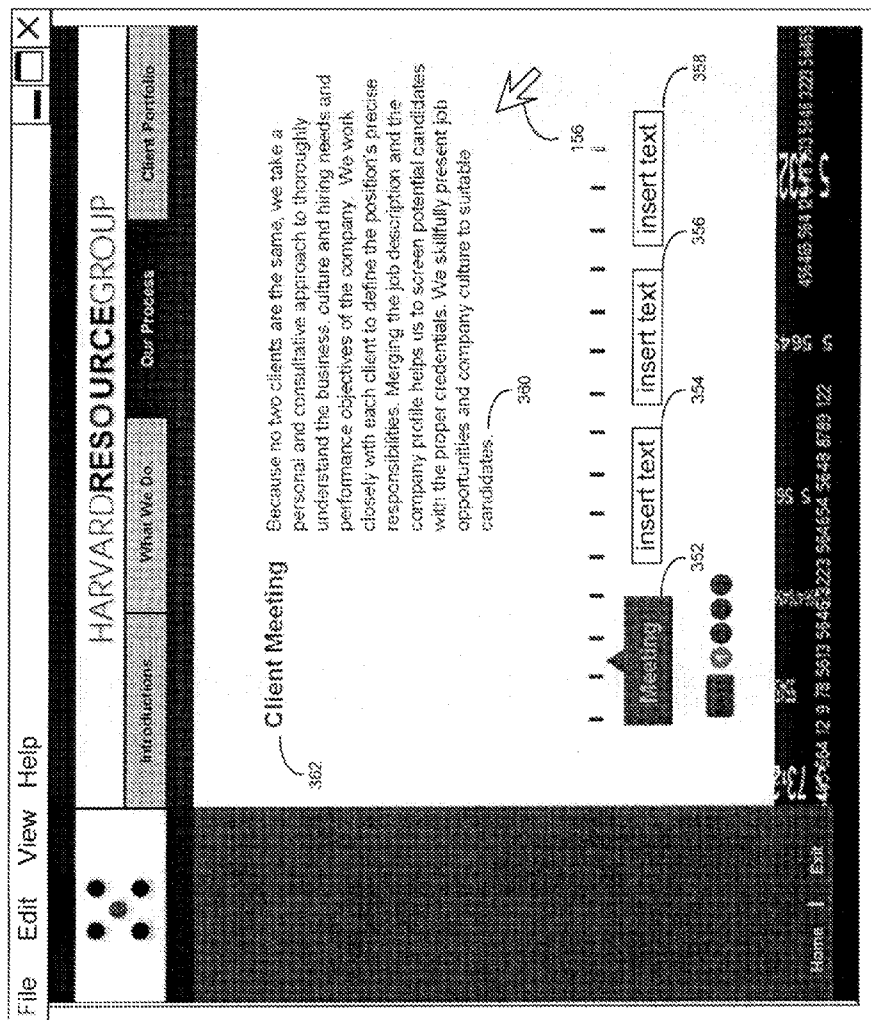 File Edit View Help
HARVARDRESOURCEGROUP
Introductions
What We Do
Our Process
Client Portfolio
Client Meeting
362
Because no two clients are the same, we take a
personal and consultative approach to thoroughly
understand the business, culture and hiring needs and
performance objectives of the company. We work
closely with each client to define the position's precise
responsibilities. Merging the job description and the
company profile helps us to screen potential candidates
with the proper credentials. We skillfully present job
opportunities and company culture to suitable
candidates.
360
156
Meeting
352
insert text
354
insert text
356
insert text
358
Home | Exit